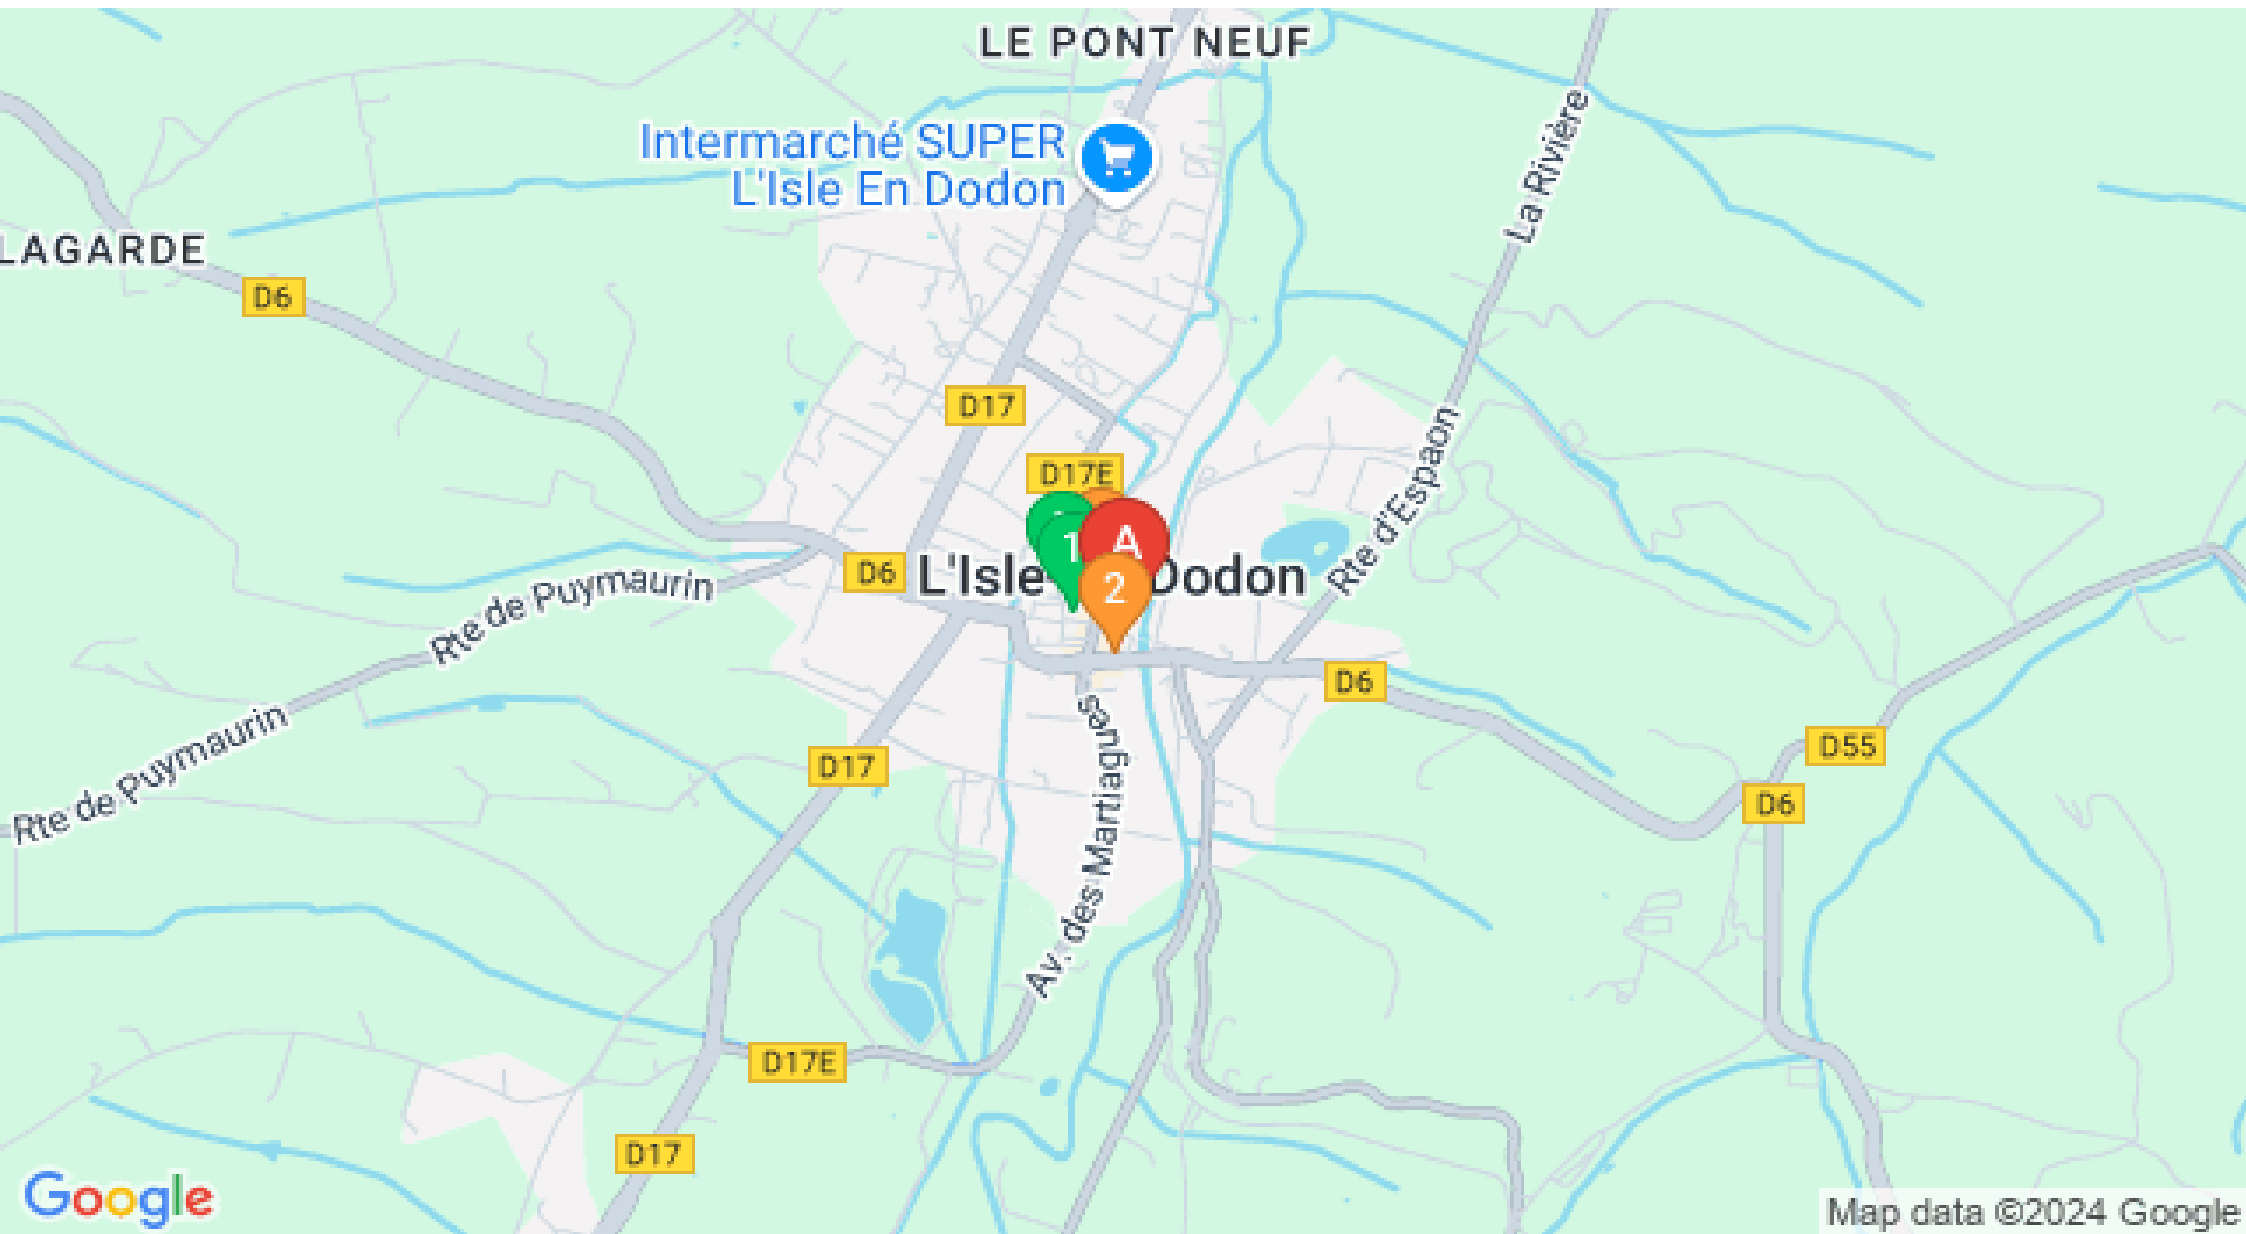 LE PONT NEUF
Intermarché SUPER
L'Isle En Dodon
La Rivière
LAGARDE
D6
D17
D17E
Rte d'Espaon
A
1
D6
L'Isle
Dodon
2
Rte de Puymaurin
D6
Rte de Puymaurin
D17
Av. des Martiagues
D55
D6
D17E
D17
Google
Map data ©2024 Google